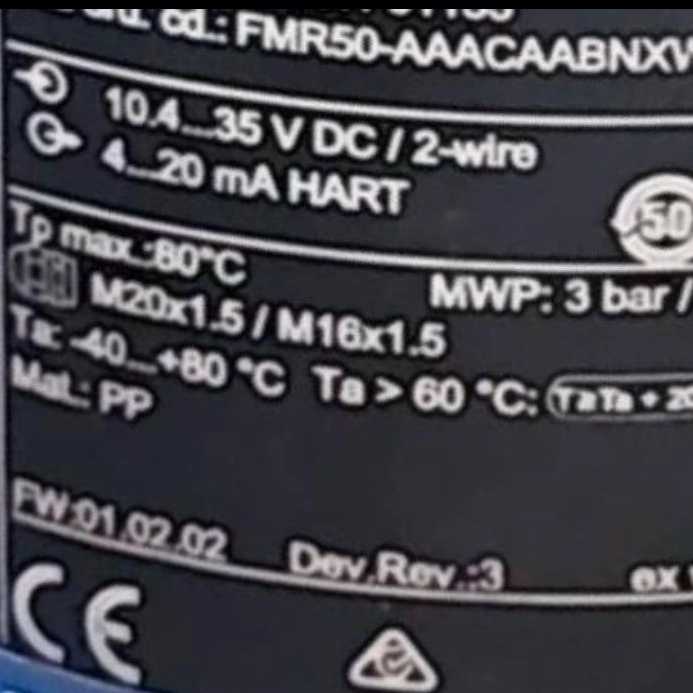 cd.: FMR50-AAACAABNXV
10.4...35 V DC / 2-wire
4...20 mA HART
50
Tp max.:80°C
MWP: 3 bar /
M20x1.5 / M16x1.5
Ta: -40...+80 °C Ta > 60 °C:
Mat.: PP
FW:01.02.02 Dev.Rev.:3 ex
CE